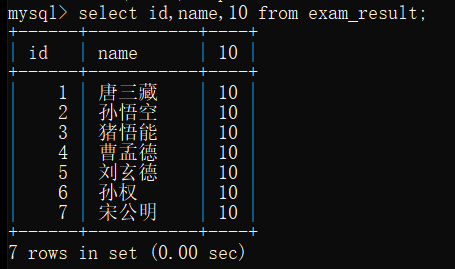 mysql> select id,name,10 from exam_result;
+------+-----------+----+
| id | name | 10 |
+------+-----------+----+
| 1 | 唐三藏 | 10 |
| 2 | 孙悟空 | 10 |
| 3 | 猪悟能 | 10 |
| 4 | 曹孟德 | 10 |
| 5 | 刘玄德 | 10 |
| 6 | 孙权 | 10 |
| 7 | 宋公明 | 10 |
+------+-----------+----+
7 rows in set (0.00 sec)